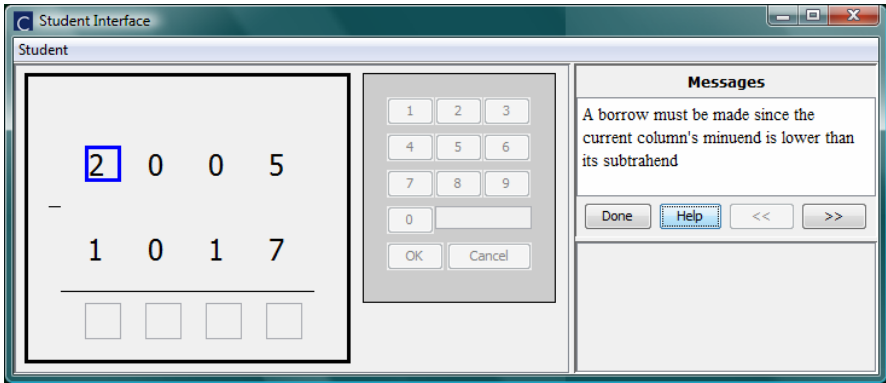 C Student Interface
Student
2 0 0 5
–
1 0 1 7
1 2 3
4 5 6
7 8 9
0
OK Cancel
Messages
A borrow must be made since the
current column's minuend is lower than
its subtrahend
Done Help << >>